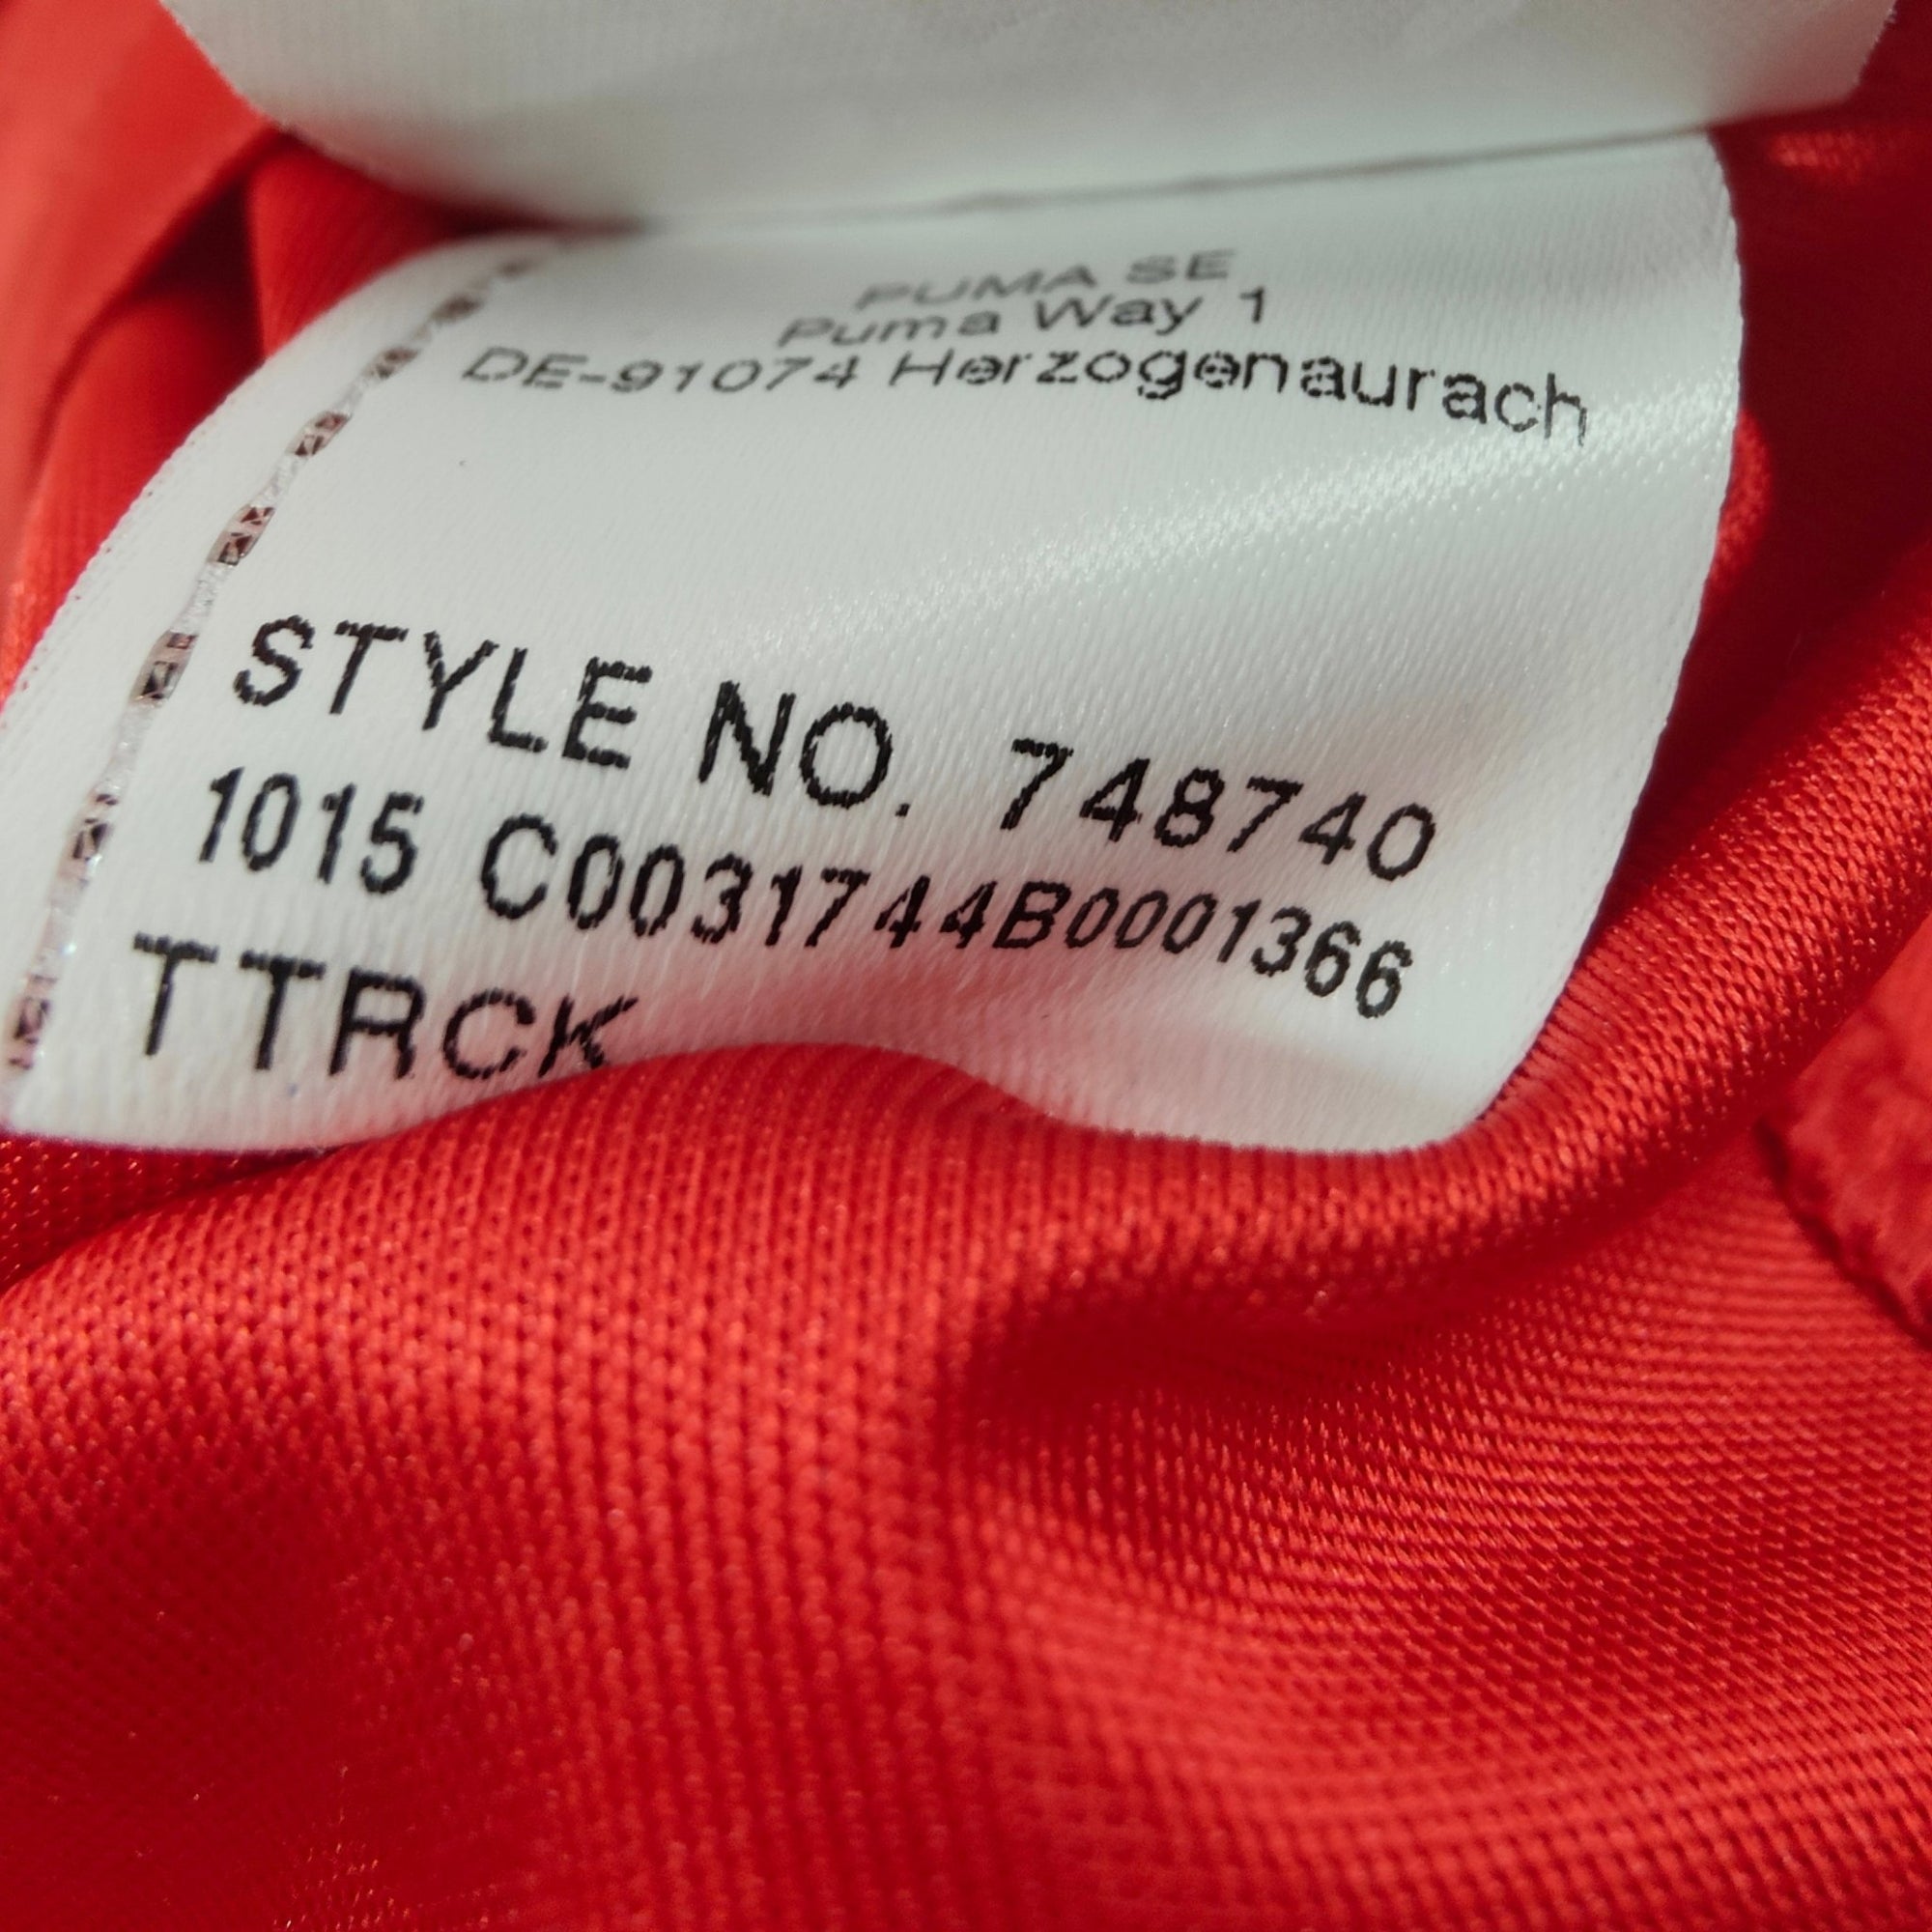 PUMA SE
Puma Way 1
DE-91074 Herzogenaurach
STYLE NO. 748740
1015 C0031744B0001366
TTRCK